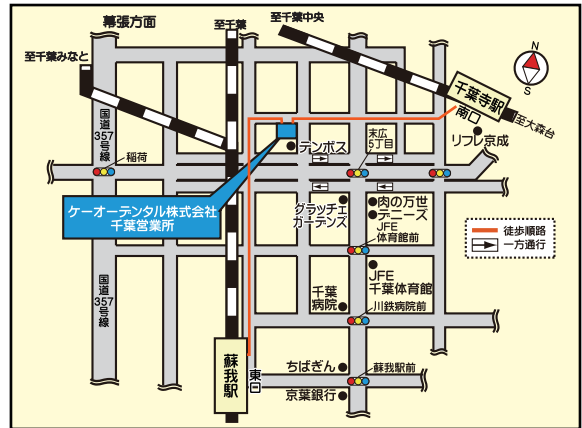 幕張方面
至千葉
至千葉中央
至千葉みなと
N
S
千葉寺駅
南口
至大森台
リフレ京成
国道357号線
稲荷
テンポス
末広
5丁目
ケーオーデンタル株式会社
千葉営業所
グラッチェ
ガーデンズ
肉の万世
デニーズ
JFE
体育館前
徒歩順路
一方通行
JFE
千葉体育館
国道357号線
千葉
病院
川鉄病院前
蘇我駅
東口
ちばぎん
蘇我駅前
京葉銀行